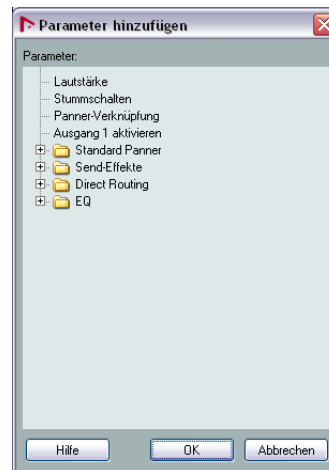 Parameter hinzufügen
Parameter:
Lautstärke
Stummschalten
Panner-Verknüpfung
Ausgang 1 aktivieren
Standard Panner
Send-Effekte
Direct Routing
EQ
Hilfe
OK
Abbrechen